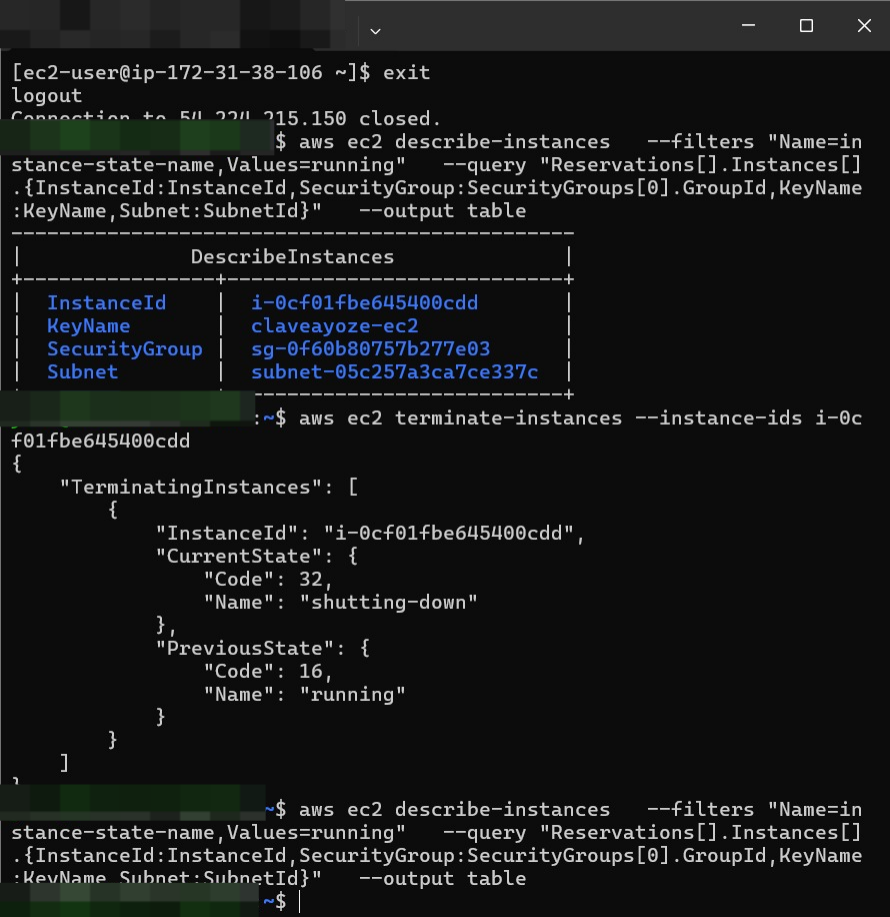 [ec2-user@ip-172-31-38-106 ~]$ exit
logout
Connection to 54.224.215.150 closed.
$ aws ec2 describe-instances   --filters "Name=in
stance-state-name,Values=running"   --query "Reservations[].Instances[]
.{InstanceId:InstanceId,SecurityGroup:SecurityGroups[0].GroupId,KeyName
:KeyName,Subnet:SubnetId}"   --output table
-----------------------------------------------
|              DescribeInstances              |
+-----------------+---------------------------+
|  InstanceId     |  i-0cf01fbe645400cdd      |
|  KeyName        |  claveayoze-ec2           |
|  SecurityGroup  |  sg-0f60b80757b277e03     |
|  Subnet         |  subnet-05c257a3ca7ce337c |
+-----------------+---------------------------+
:~$ aws ec2 terminate-instances --instance-ids i-0c
f01fbe645400cdd
{
    "TerminatingInstances": [
        {
            "InstanceId": "i-0cf01fbe645400cdd",
            "CurrentState": {
                "Code": 32,
                "Name": "shutting-down"
            },
            "PreviousState": {
                "Code": 16,
                "Name": "running"
            }
        }
    ]
}
~$ aws ec2 describe-instances   --filters "Name=in
stance-state-name,Values=running"   --query "Reservations[].Instances[]
.{InstanceId:InstanceId,SecurityGroup:SecurityGroups[0].GroupId,KeyName
:KeyName,Subnet:SubnetId}"   --output table
~$